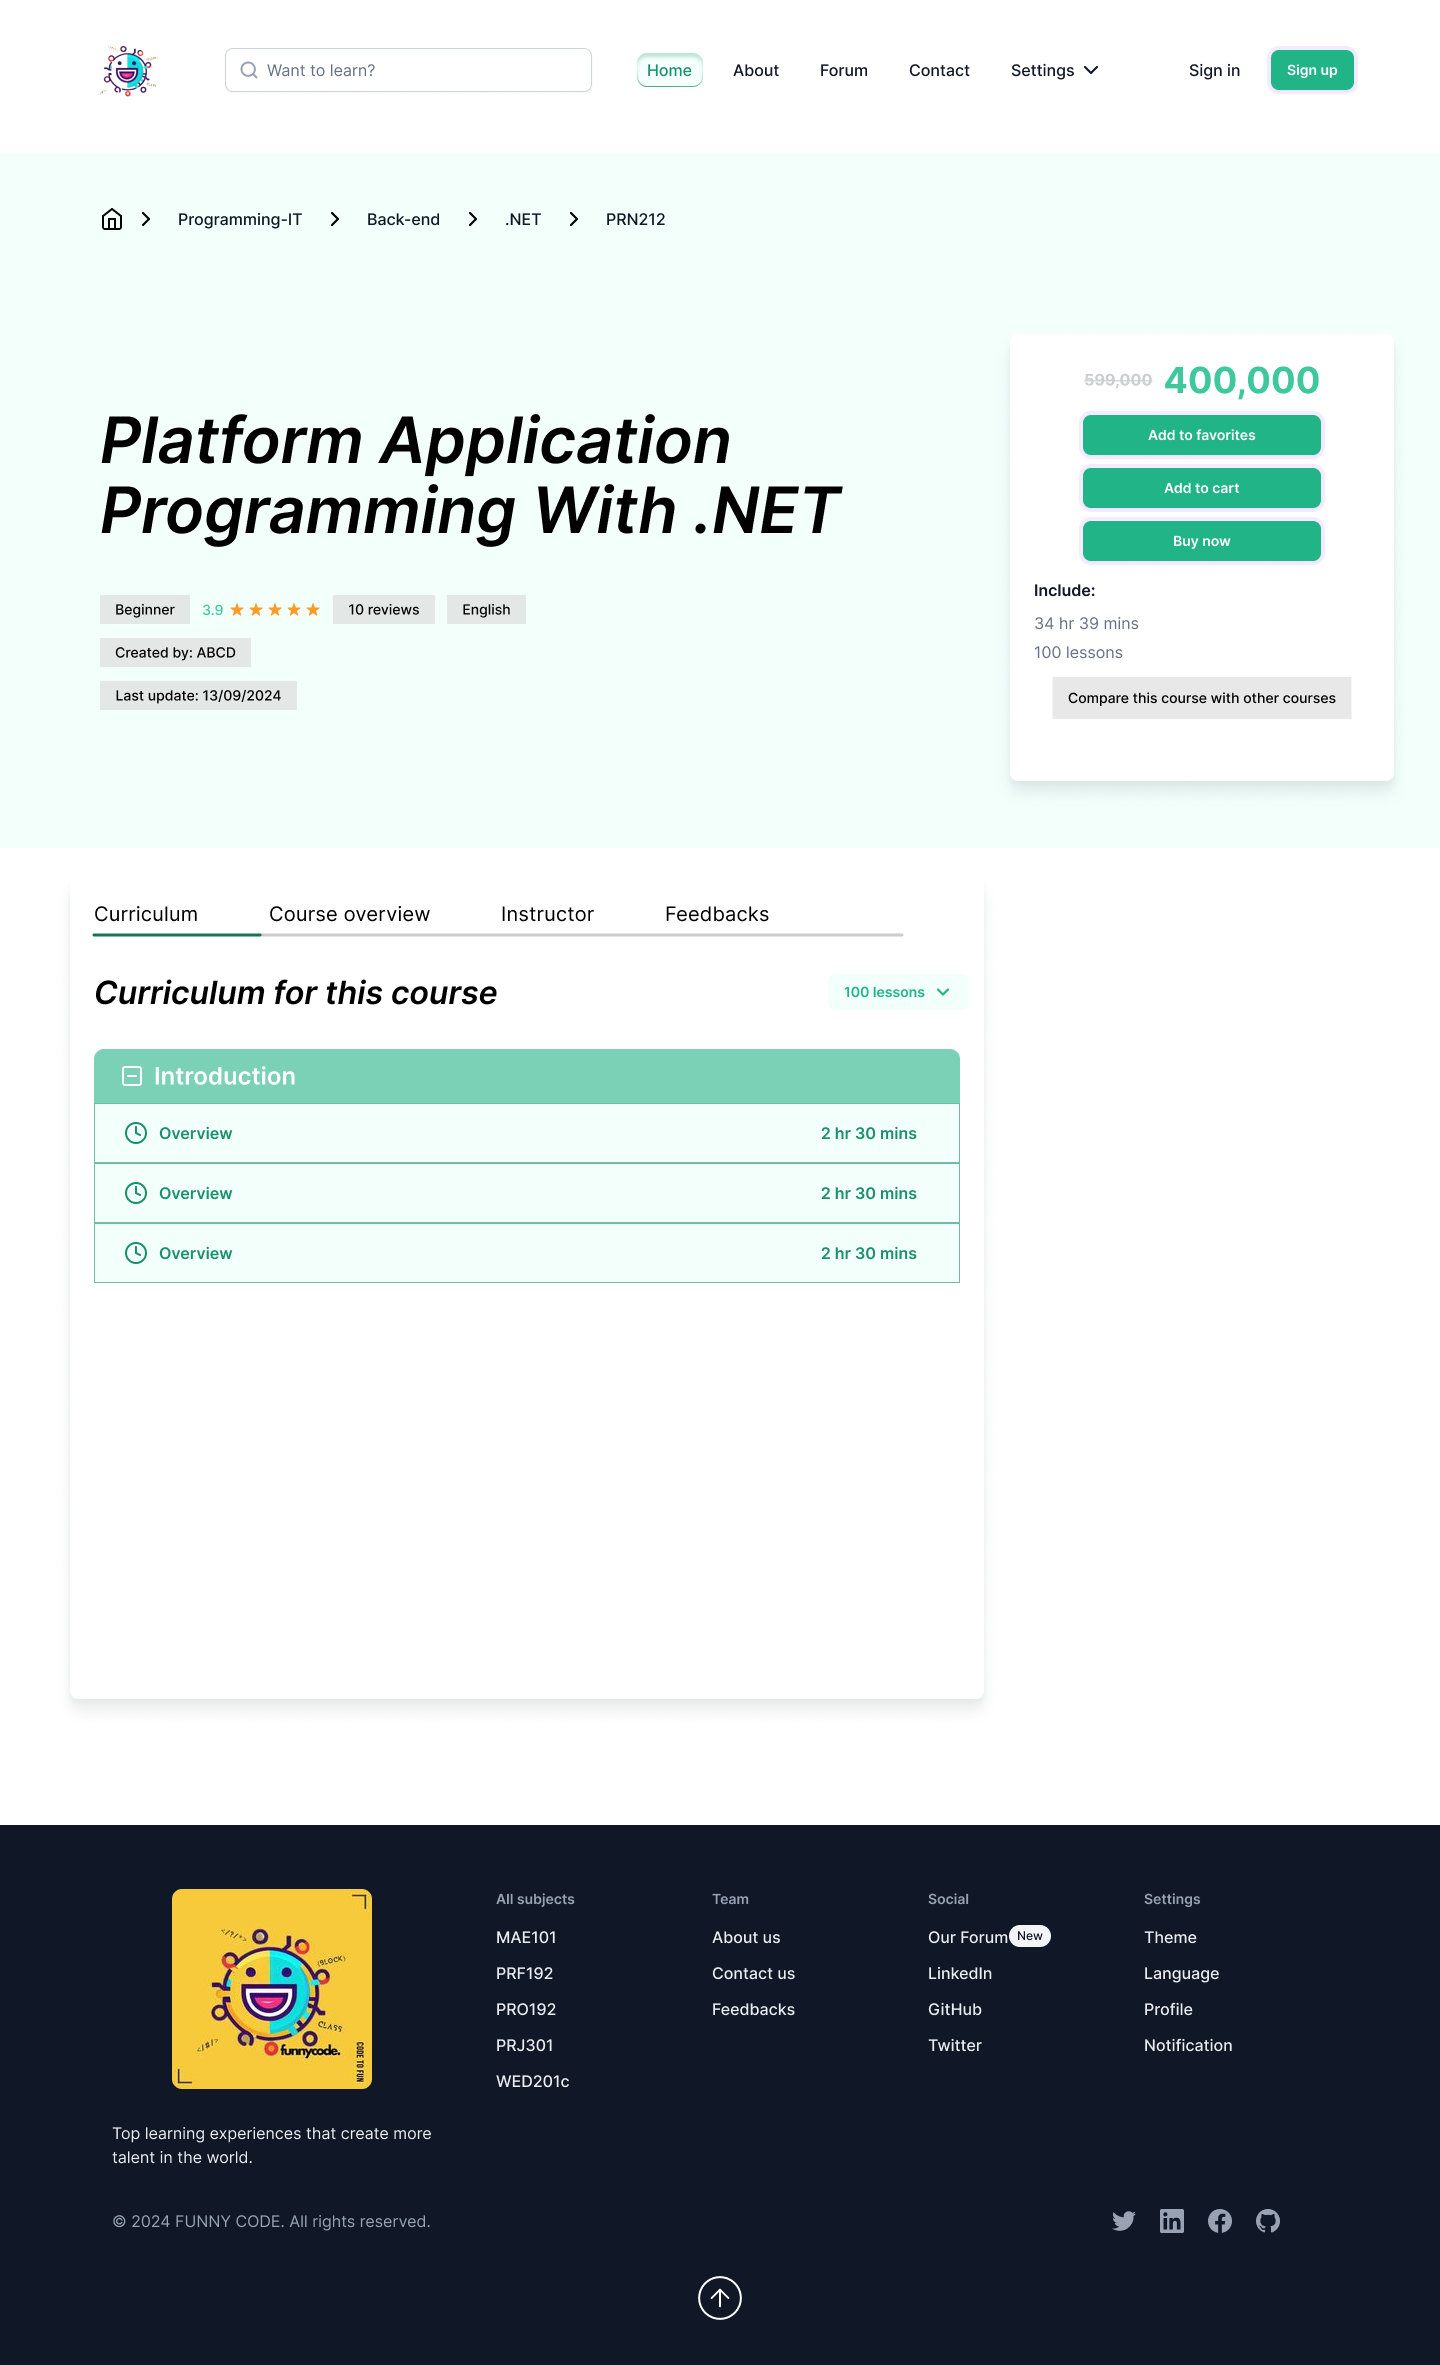 Want to learn?
Home
About
Forum
Contact
Settings
Sign in
Sign up
Programming-IT
Back-end
.NET
PRN212
Platform Application
Programming With .NET
Beginner
3.9
10 reviews
English
Created by: ABCD
Last update: 13/09/2024
599,000 400,000
Add to favorites
Add to cart
Buy now
Include:
34 hr 39 mins
100 lessons
Compare this course with other courses
Curriculum
Course overview
Instructor
Feedbacks
Curriculum for this course
100 lessons
Introduction
Overview
2 hr 30 mins
Overview
2 hr 30 mins
Overview
2 hr 30 mins
{BLOCK}
CLASS
funnycode.
CODE TO FUN
Top learning experiences that create more
talent in the world.
All subjects
MAE101
PRF192
PRO192
PRJ301
WED201c
Team
About us
Contact us
Feedbacks
Social
Our Forum New
LinkedIn
GitHub
Twitter
Settings
Theme
Language
Profile
Notification
© 2024 FUNNY CODE. All rights reserved.